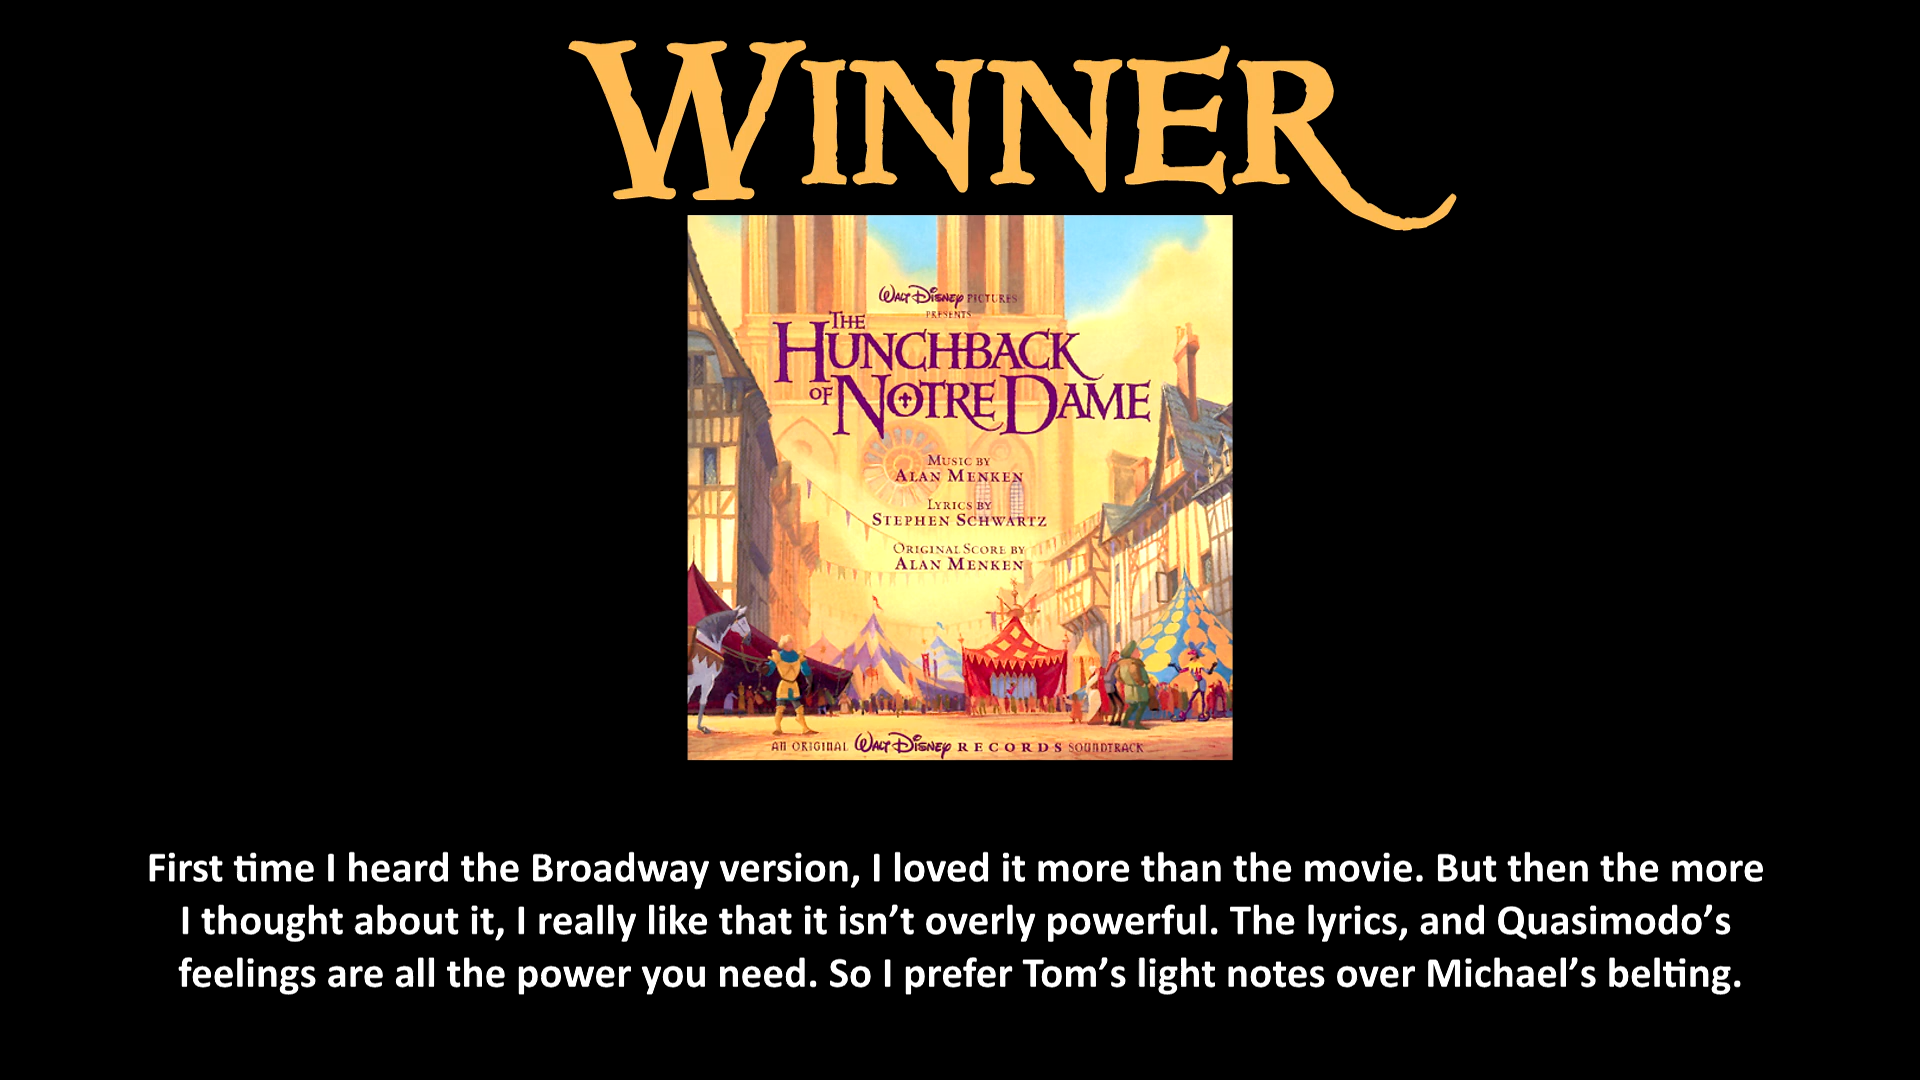 WINNER
WALT DISNEY PICTURES
PRESENTS
THE
HUNCHBACK
OF NOTRE DAME
MUSIC BY
ALAN MENKEN
LYRICS BY
STEPHEN SCHWARTZ
ORIGINAL SCORE BY
ALAN MENKEN
AN ORIGINAL WALT DISNEY RECORDS SOUNDTRACK
First time I heard the Broadway version, I loved it more than the movie. But then the more
I thought about it, I really like that it isn’t overly powerful. The lyrics, and Quasimodo’s
feelings are all the power you need. So I prefer Tom’s light notes over Michael’s belting.